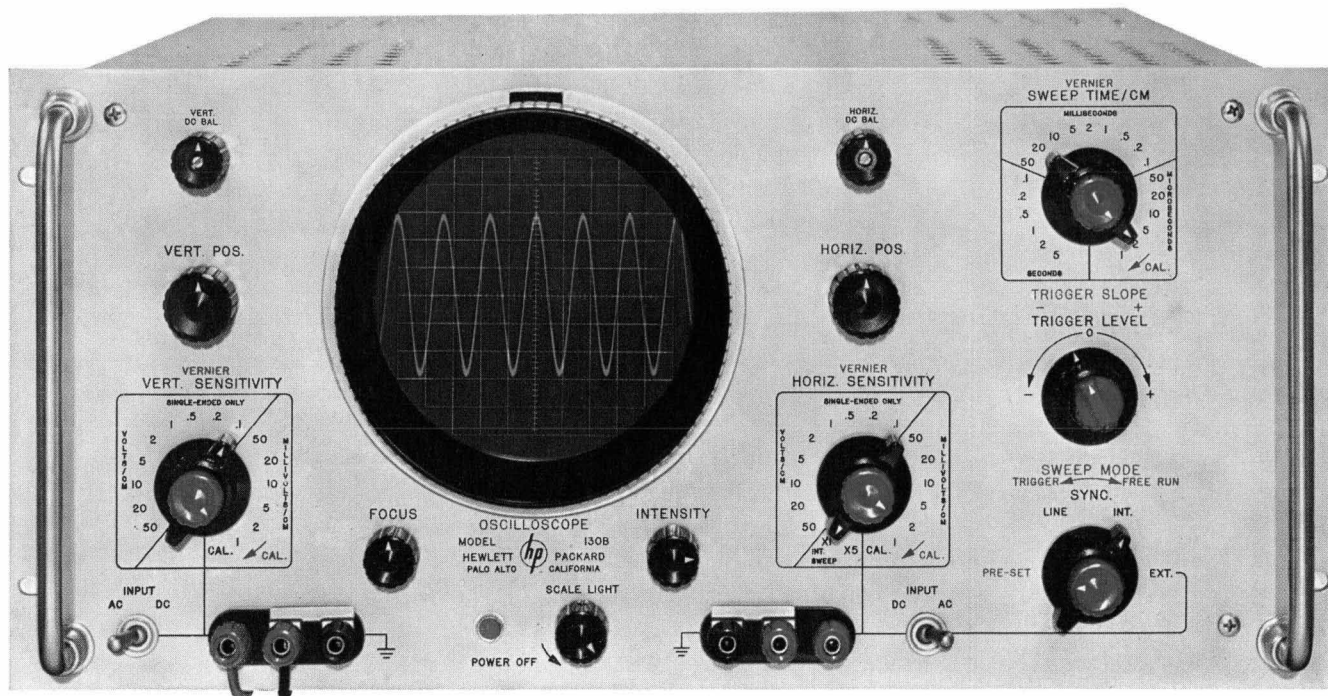 VERT.
DC BAL.
HORIZ.
DC BAL.
VERNIER
SWEEP TIME/CM
MILLISECONDS
50 20 10 5 2 1 .5 .2 .1
MICROSECONDS
50 20 10 5 2 1
SECONDS
.1 .2 .5 1 2 5
CAL.
VERT. POS.
HORIZ. POS.
TRIGGER SLOPE
- +
TRIGGER LEVEL
0
- +
VERNIER
VERT. SENSITIVITY
SINGLE-ENDED ONLY
1 .5 .2 .1
VOLTS/CM
2 5 10 20 50
MILLIVOLTS/CM
50 20 10 5 2 1
CAL.
CAL.
VERNIER
HORIZ. SENSITIVITY
SINGLE-ENDED ONLY
1 .5 .2 .1
VOLTS/CM
2 5 10 20 50
MILLIVOLTS/CM
50 20 10 5 2 1
X1
INT.
SWEEP
X5
CAL.
CAL.
SWEEP MODE
TRIGGER FREE RUN
SYNC.
LINE INT.
PRE-SET EXT.
FOCUS
OSCILLOSCOPE
INTENSITY
MODEL 130B
HEWLETT hp PACKARD
PALO ALTO CALIFORNIA
SCALE LIGHT
POWER OFF
INPUT
AC DC
INPUT
DC AC